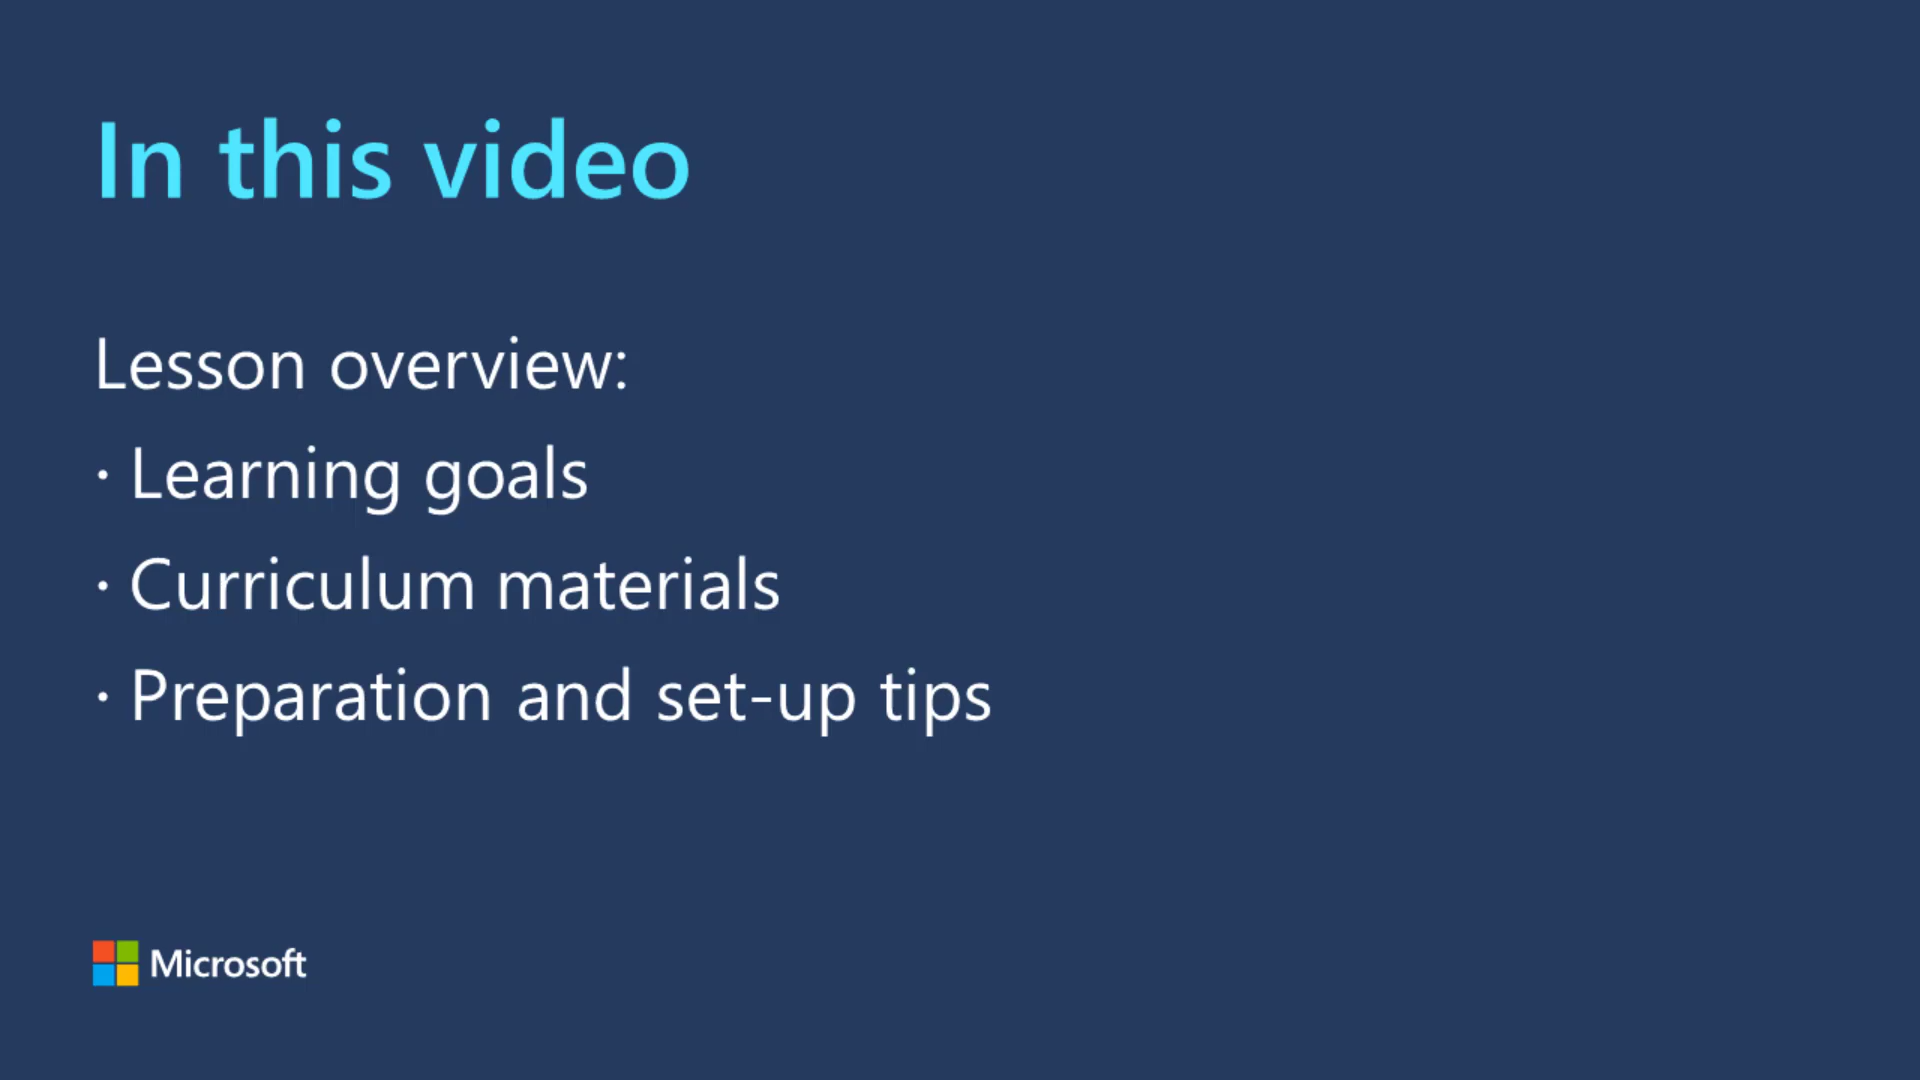 In this video
Lesson overview:
· Learning goals
· Curriculum materials
· Preparation and set-up tips
Microsoft